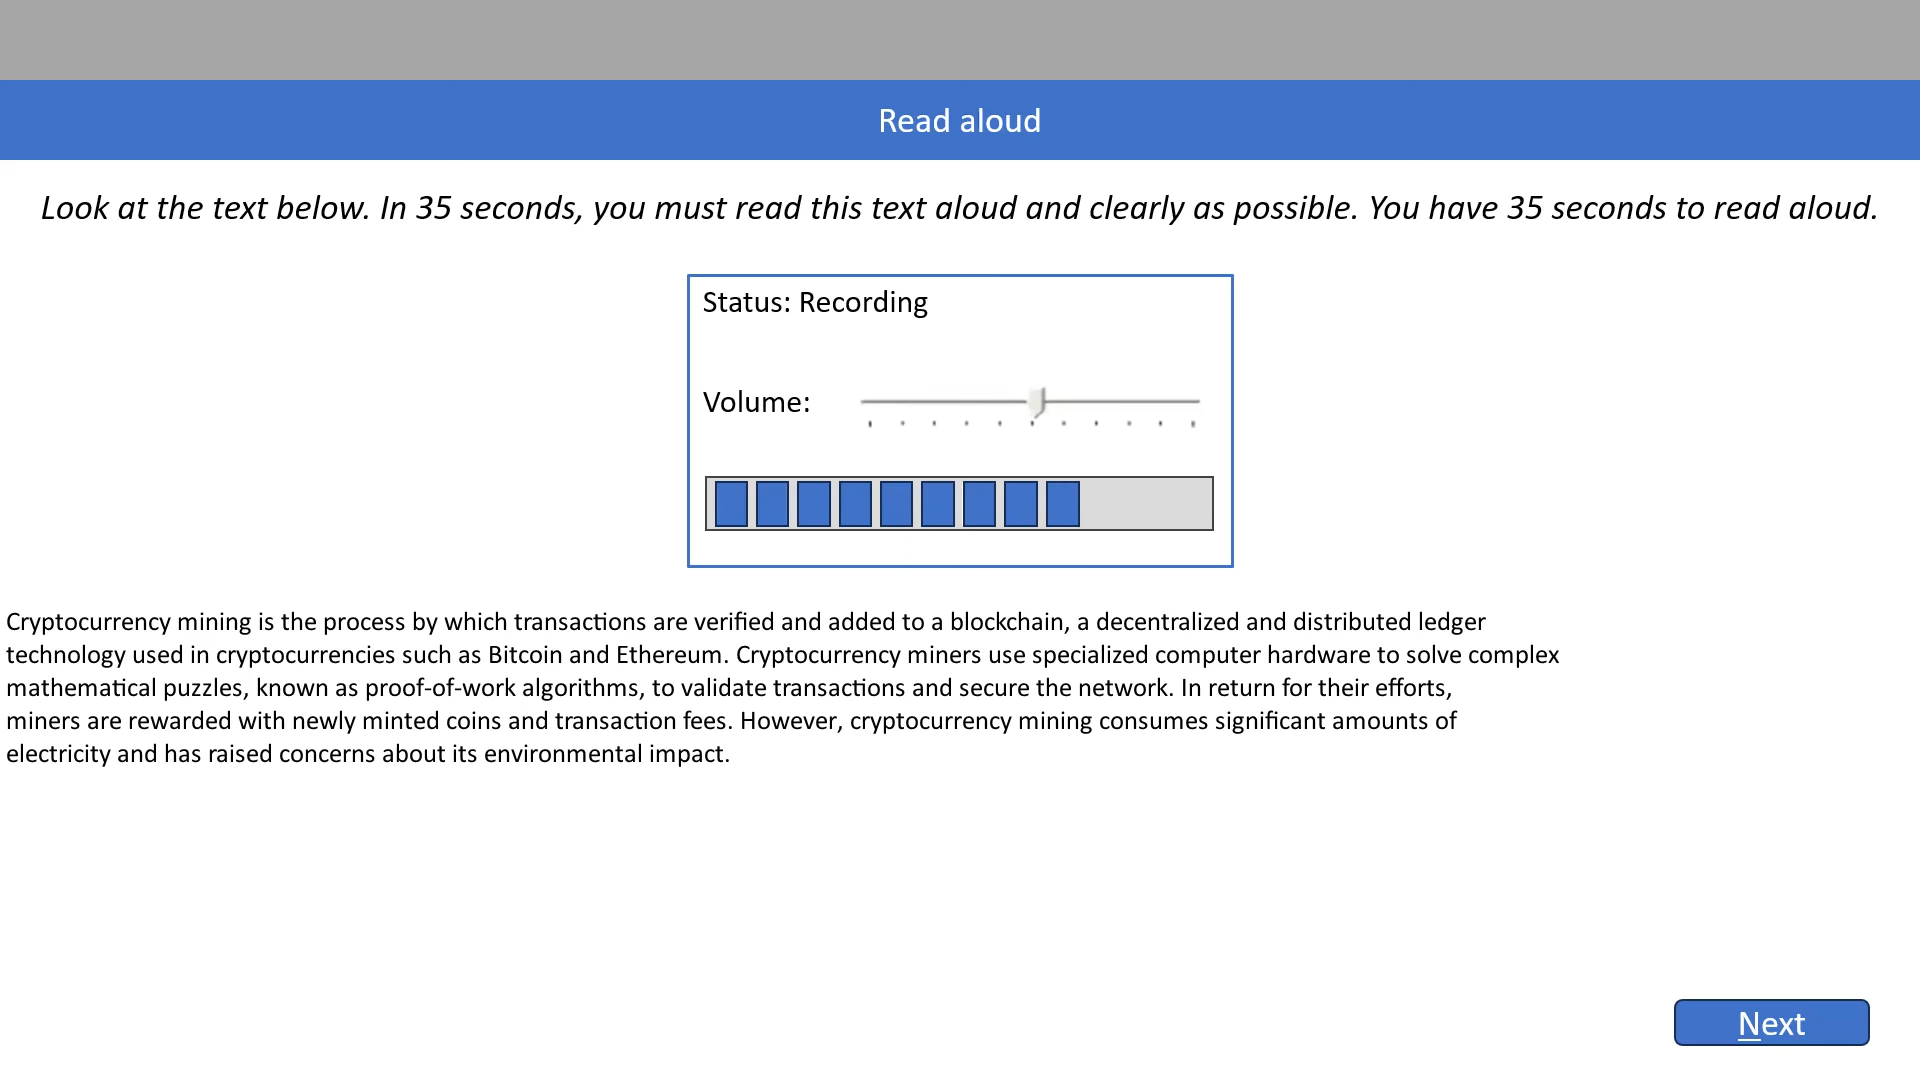 Read aloud
Look at the text below. In 35 seconds, you must read this text aloud and clearly as possible. You have 35 seconds to read aloud.
Status: Recording
Volume:
Cryptocurrency mining is the process by which transactions are verified and added to a blockchain, a decentralized and distributed ledger
technology used in cryptocurrencies such as Bitcoin and Ethereum. Cryptocurrency miners use specialized computer hardware to solve complex
mathematical puzzles, known as proof-of-work algorithms, to validate transactions and secure the network. In return for their efforts,
miners are rewarded with newly minted coins and transaction fees. However, cryptocurrency mining consumes significant amounts of
electricity and has raised concerns about its environmental impact.
Next